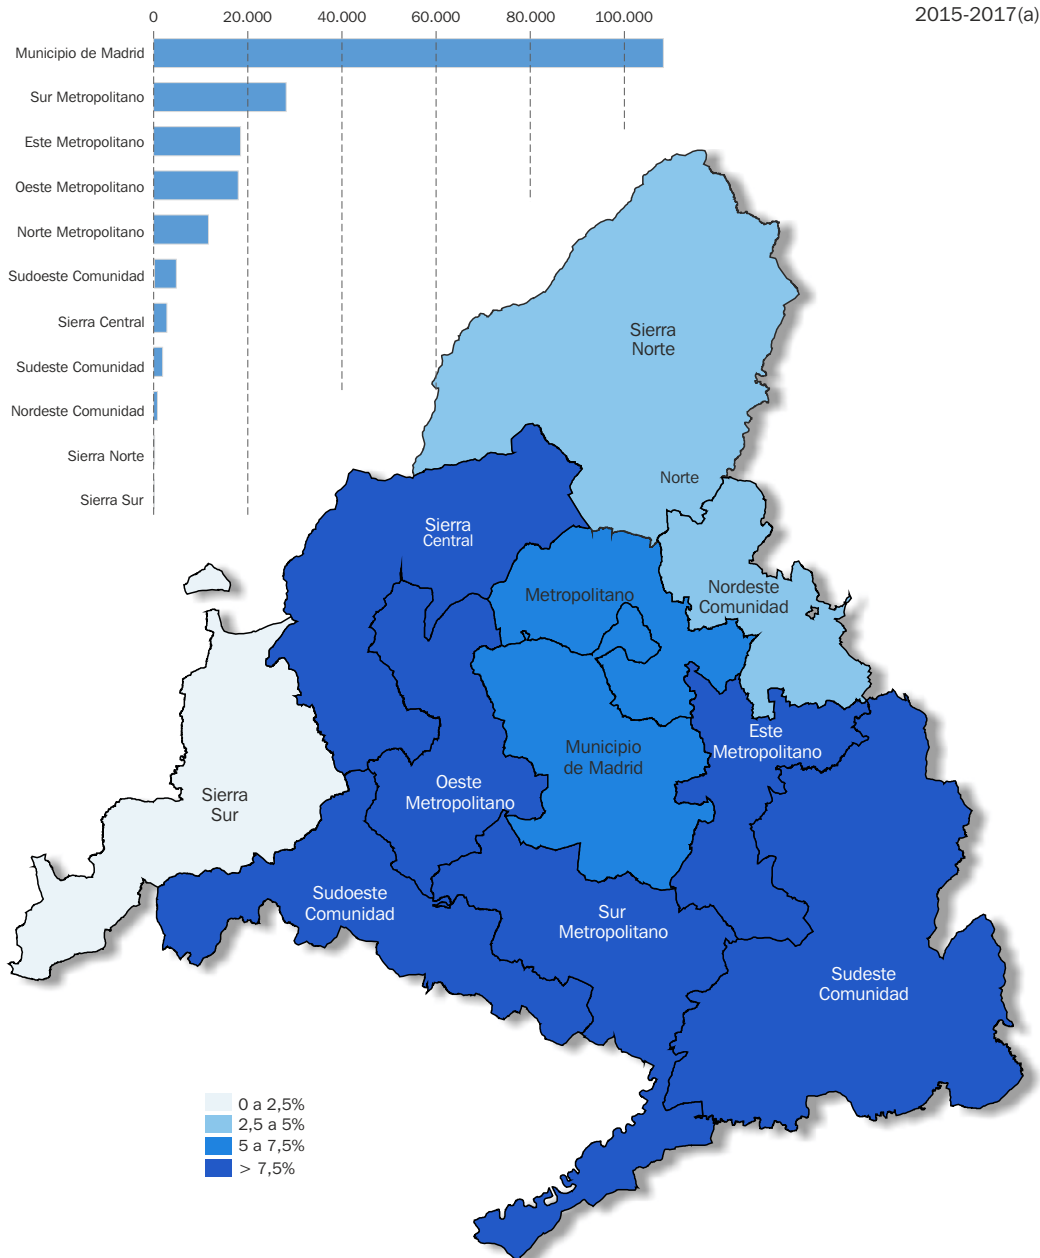 0 20.000 40.000 60.000 80.000 100.000
2015-2017(a)
Municipio de Madrid
Sur Metropolitano
Este Metropolitano
Oeste Metropolitano
Norte Metropolitano
Sudoeste Comunidad
Sierra Central
Sudeste Comunidad
Nordeste Comunidad
Sierra Norte
Sierra Sur
Sierra
Norte
Norte
Sierra
Central
Metropolitano
Nordeste
Comunidad
Este
Metropolitano
Municipio
de Madrid
Oeste
Metropolitano
Sierra
Sur
Sudoeste
Comunidad
Sur
Metropolitano
Sudeste
Comunidad
0 a 2,5%
2,5 a 5%
5 a 7,5%
> 7,5%